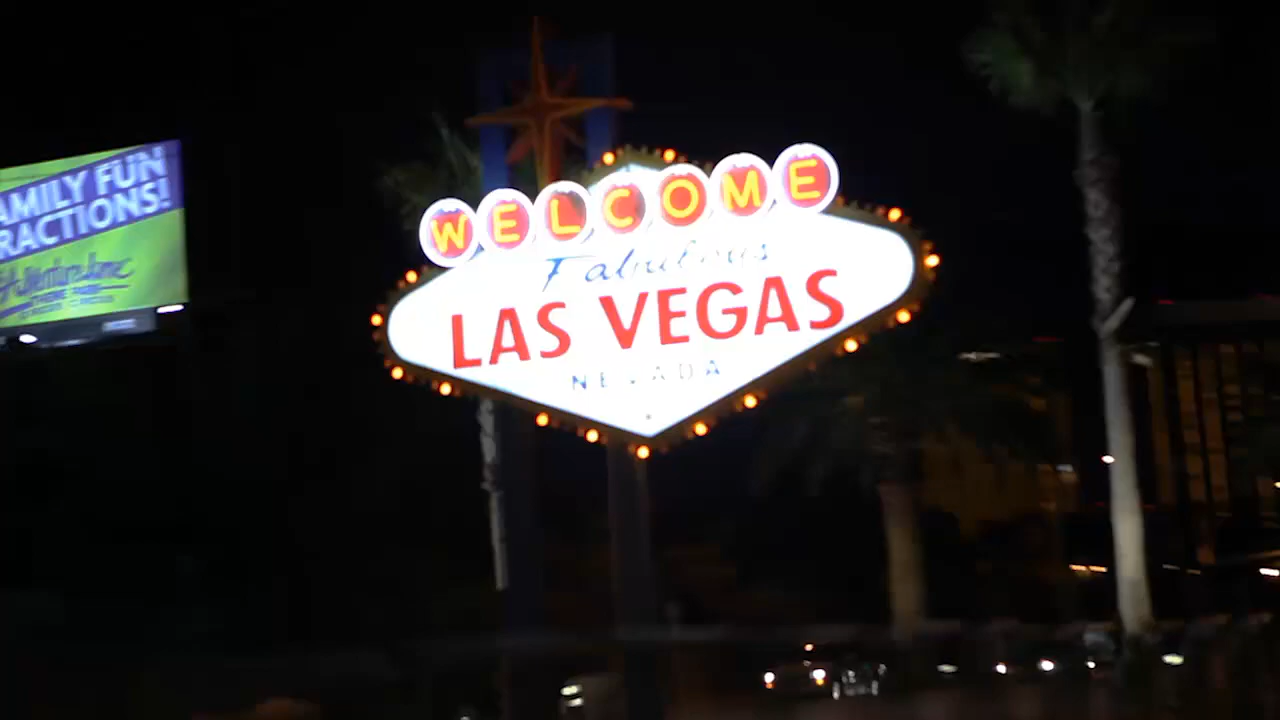 AMILY FUN
RACTIONS!
WELCOME
Fabulous
LAS VEGAS
NEVADA